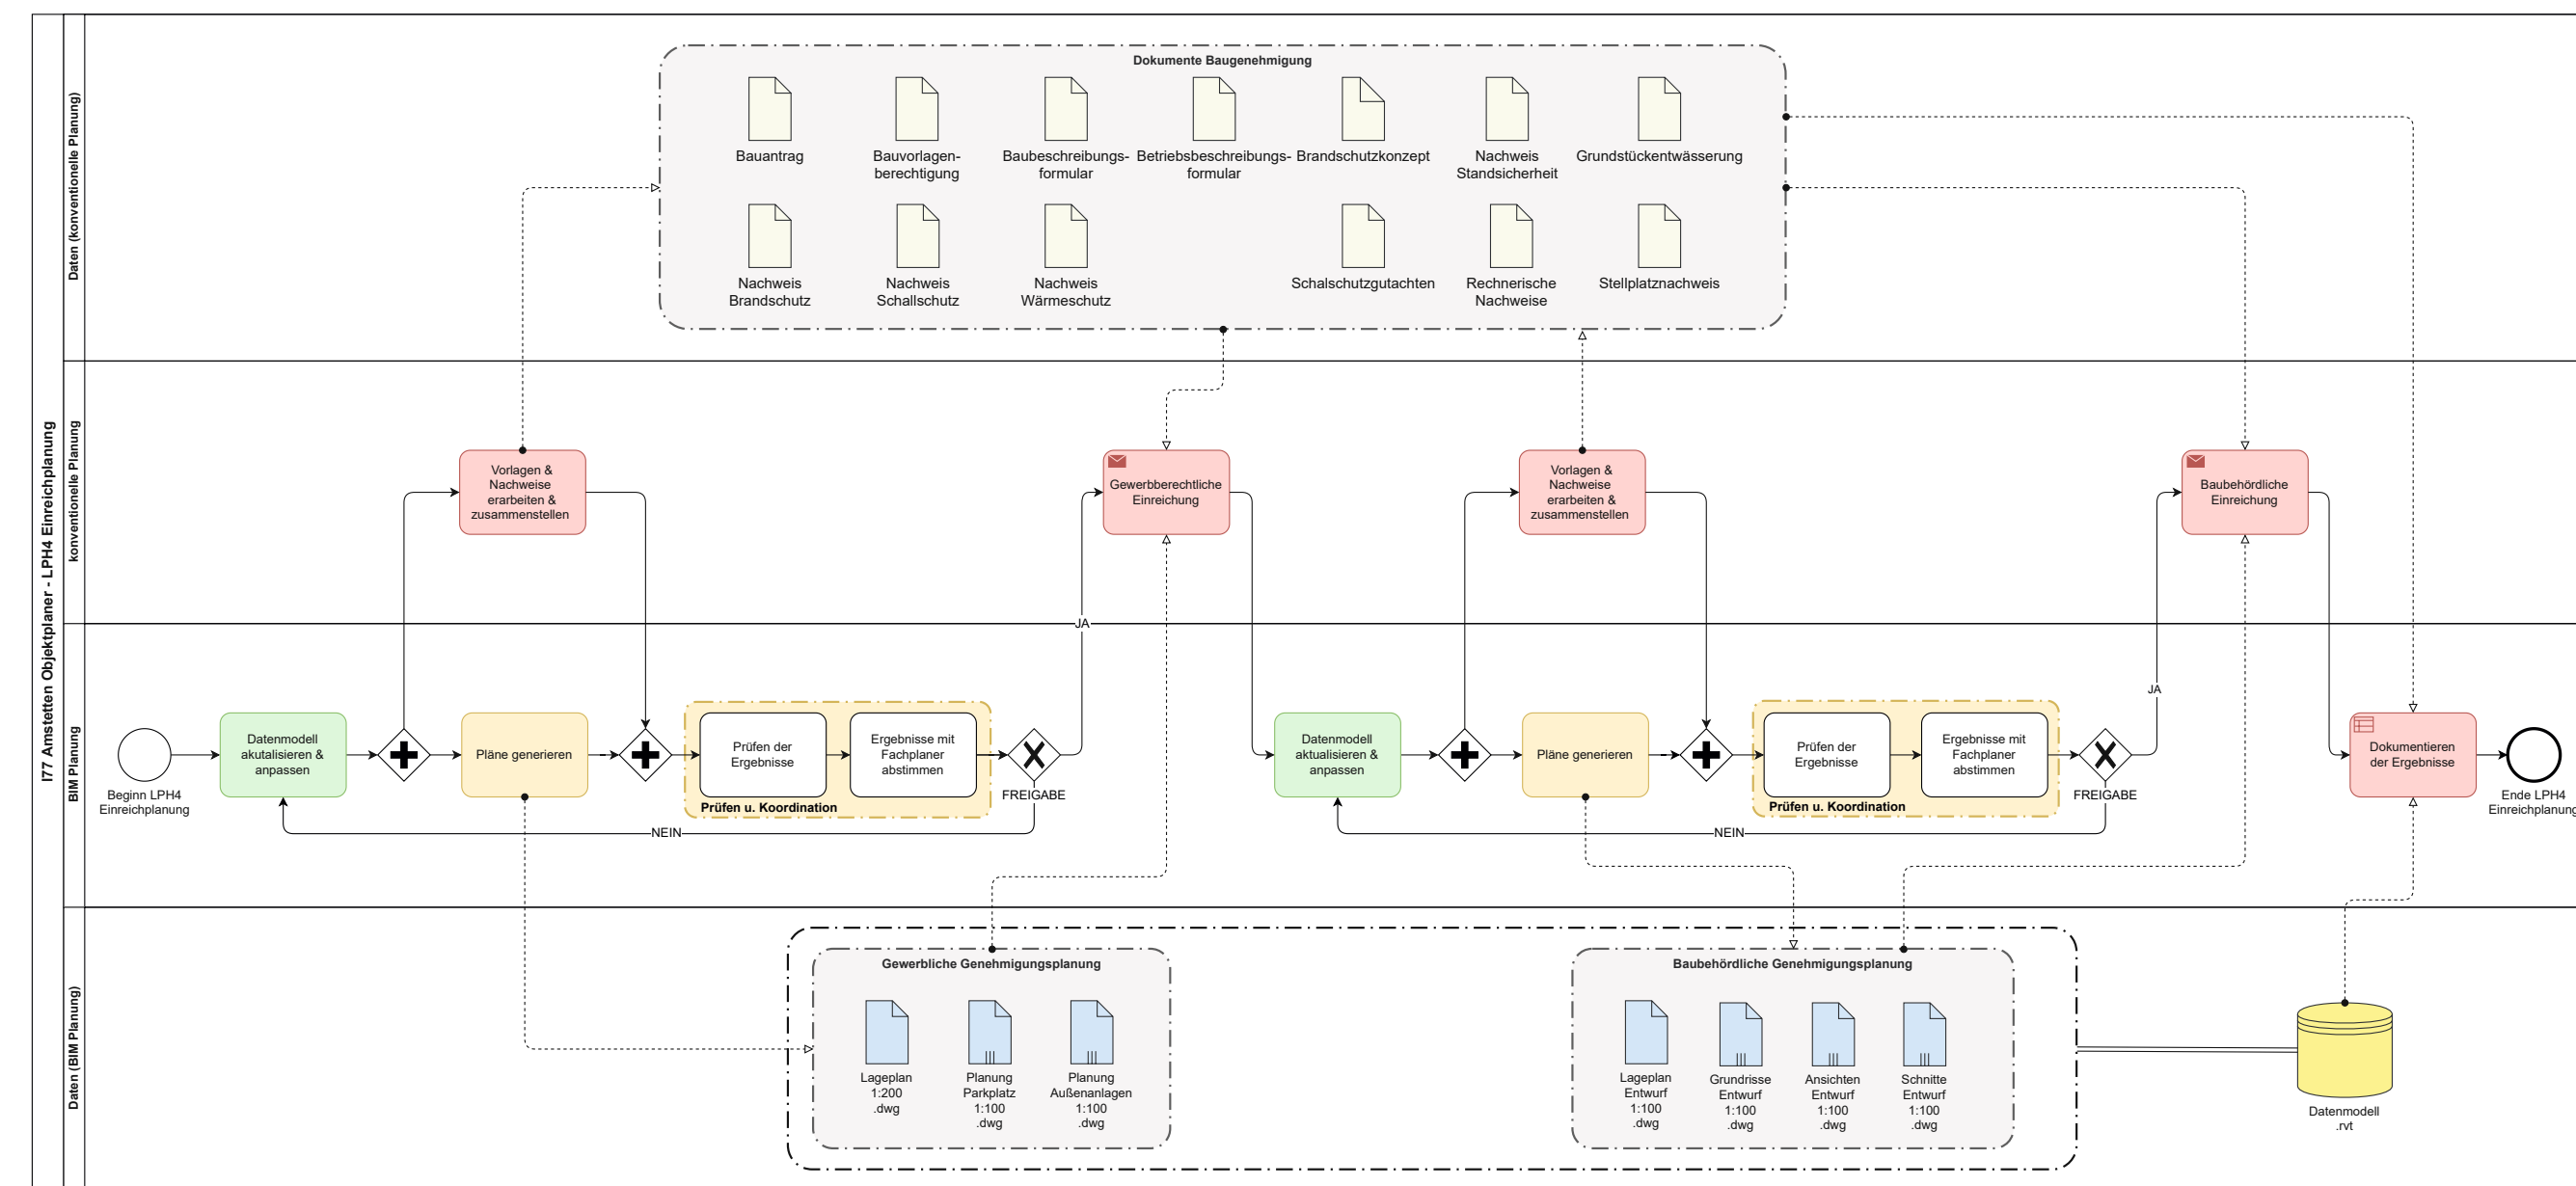 I77 Amstetten Objektplaner - LPH4 Einreichplanung
Daten (konventionelle Planung)
Dokumente Baugenehmigung
Bauantrag
Bauvorlagen-
berechtigung
Baubeschreibungs-
formular
Betriebsbeschreibungs-
formular
Brandschutzkonzept
Nachweis
Standsicherheit
Grundstückentwässerung
Nachweis
Brandschutz
Nachweis
Schallschutz
Nachweis
Wärmeschutz
Schalschutzgutachten
Rechnerische
Nachweise
Stellplatznachweis
konventionelle Planung
Vorlagen &
Nachweise
erarbeiten &
zusammenstellen
Gewerbberechtliche
Einreichung
Vorlagen &
Nachweise
erarbeiten &
zusammenstellen
Baubehördliche
Einreichung
JA
JA
BIM Planung
Beginn LPH4
Einreichplanung
Datenmodell
akutalisieren &
anpassen
Pläne generieren
Prüfen der
Ergebnisse
Ergebnisse mit
Fachplaner
abstimmen
Prüfen u. Koordination
FREIGABE
NEIN
Datenmodell
aktualisieren &
anpassen
Pläne generieren
Prüfen der
Ergebnisse
Ergebnisse mit
Fachplaner
abstimmen
Prüfen u. Koordination
FREIGABE
NEIN
Dokumentieren
der Ergebnisse
Ende LPH4
Einreichplanung
Daten (BIM Planung)
Gewerbliche Genehmigungsplanung
Lageplan
1:200
.dwg
Planung
Parkplatz
1:100
.dwg
Planung
Außenanlagen
1:100
.dwg
Baubehördliche Genehmigungsplanung
Lageplan
Entwurf
1:100
.dwg
Grundrisse
Entwurf
1:100
.dwg
Ansichten
Entwurf
1:100
.dwg
Schnitte
Entwurf
1:100
.dwg
Datenmodell
.rvt